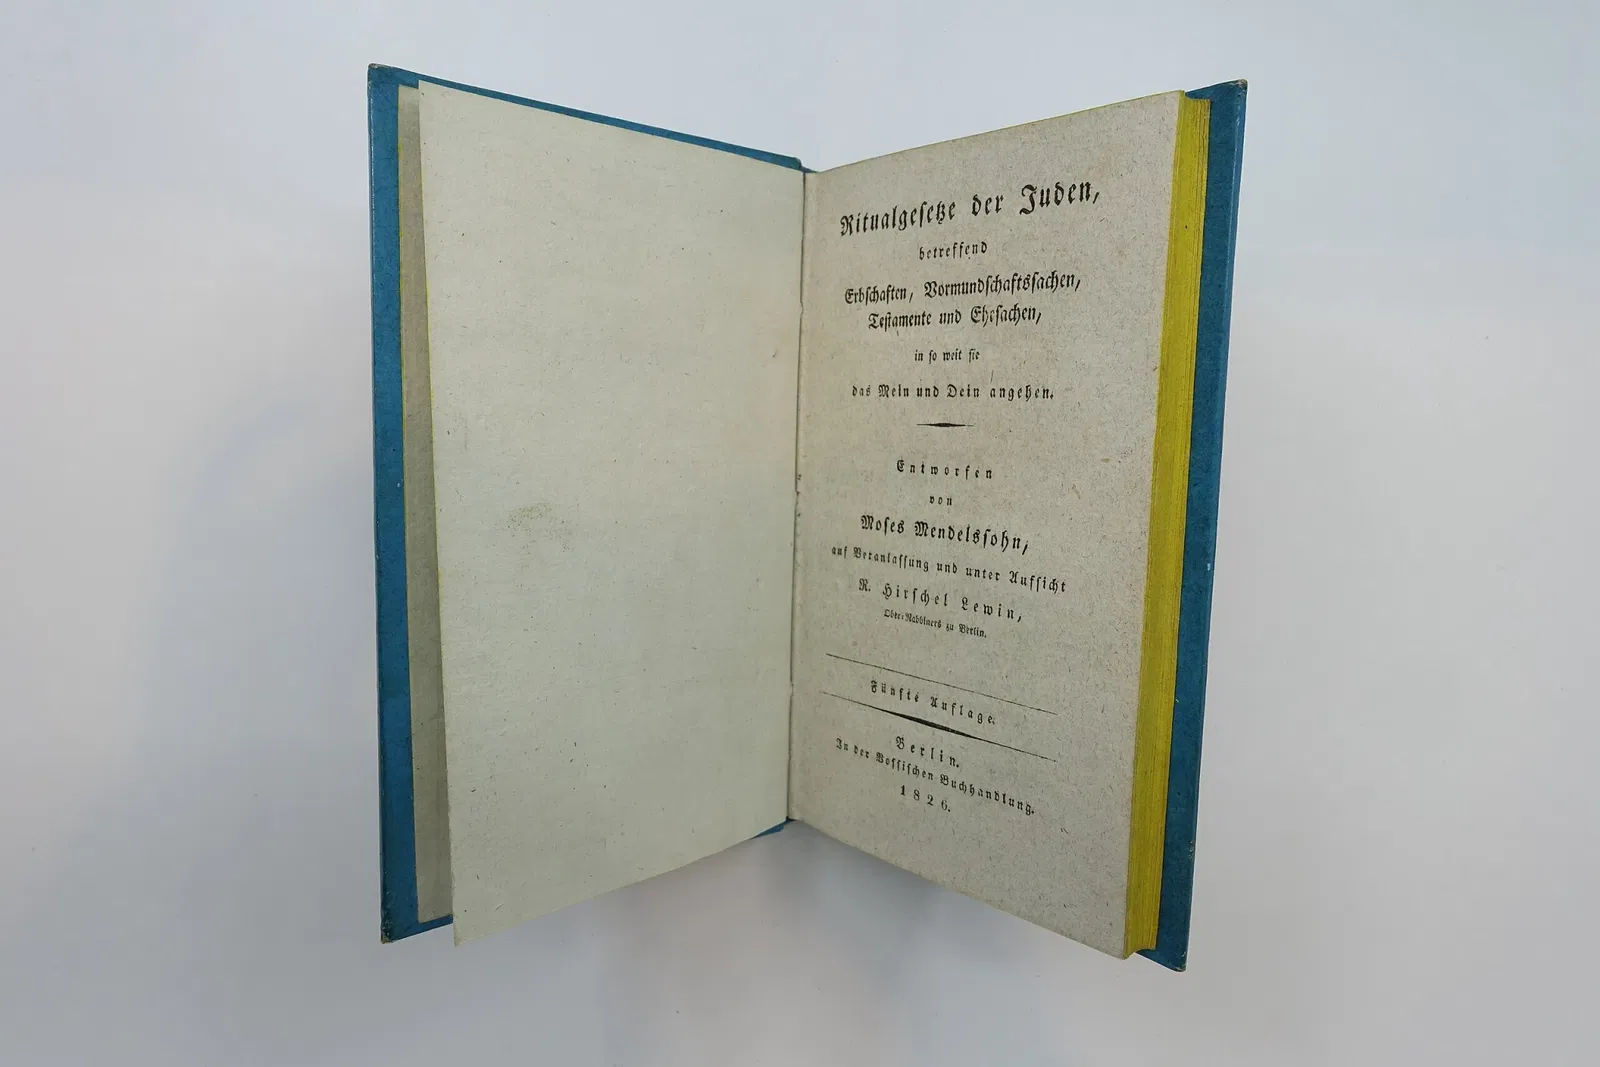 Ritualgeſetze der Juden,
betreffend
Erbſchaften, Vormundſchaftsſachen,
Teſtamente und Eheſachen,
in ſo weit ſie
das Mein und Dein angehen.
Entworfen
von
Moſes Mendelsſohn,
auf Veranlaſſung und unter Aufſicht
R. Hirſchel Lewin,
Ober-Rabbiners zu Berlin.
Fünfte Auflage.
Berlin.
In der Voſſiſchen Buchhandlung.
1826.